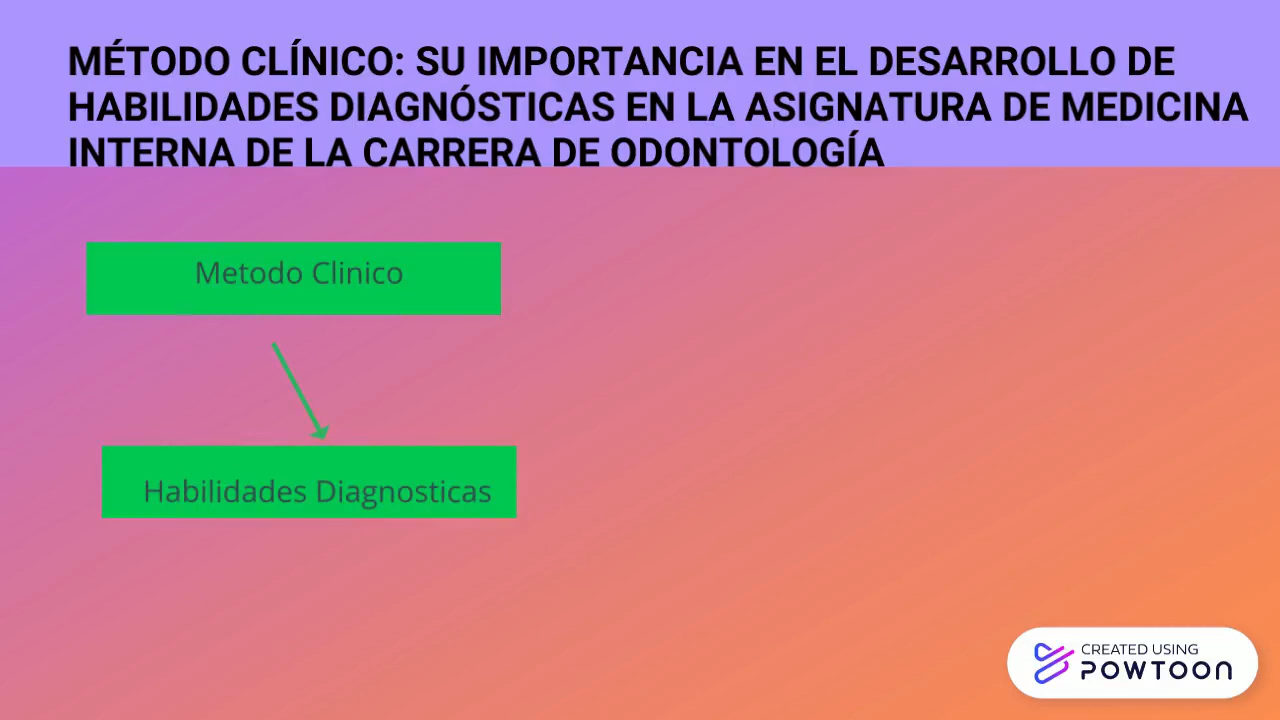 MÉTODO CLÍNICO: SU IMPORTANCIA EN EL DESARROLLO DE
HABILIDADES DIAGNÓSTICAS EN LA ASIGNATURA DE MEDICINA
INTERNA DE LA CARRERA DE ODONTOLOGÍA
Metodo Clinico
Habilidades Diagnosticas
CREATED USING
POWTOON